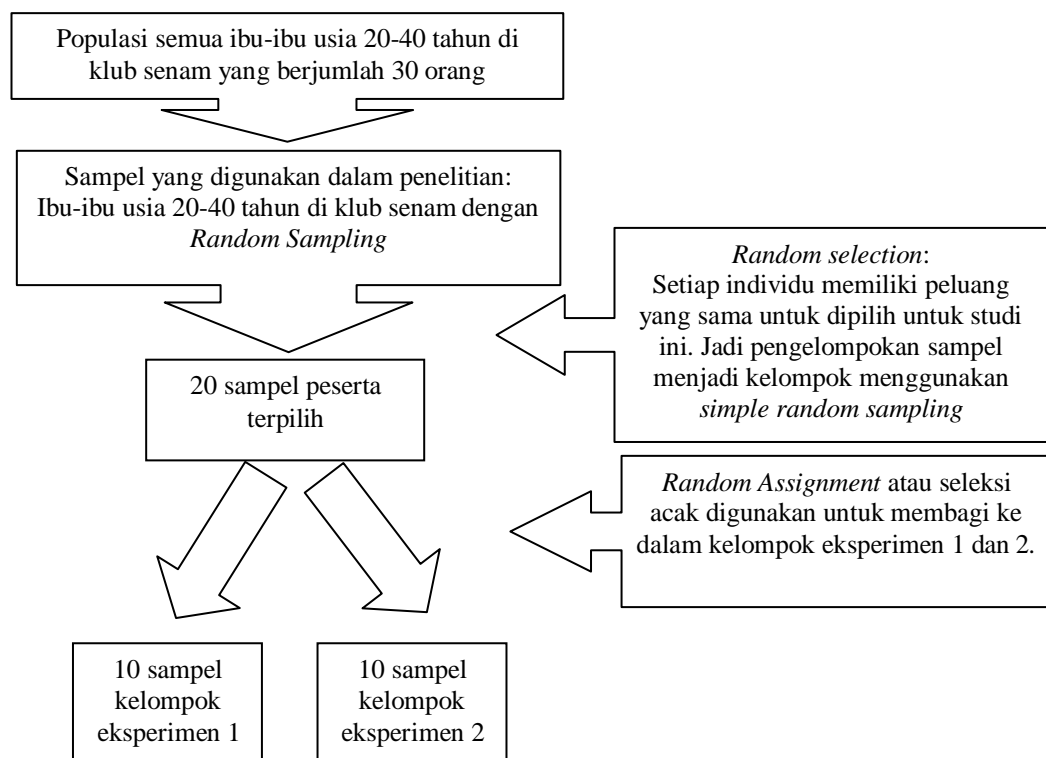 Populasi semua ibu-ibu usia 20-40 tahun di
klub senam yang berjumlah 30 orang
Sampel yang digunakan dalam penelitian:
Ibu-ibu usia 20-40 tahun di klub senam dengan
Random Sampling
Random selection:
Setiap individu memiliki peluang
yang sama untuk dipilih untuk studi
ini. Jadi pengelompokan sampel
menjadi kelompok menggunakan
simple random sampling
20 sampel peserta
terpilih
Random Assignment atau seleksi
acak digunakan untuk membagi ke
dalam kelompok eksperimen 1 dan 2.
10 sampel
kelompok
eksperimen 1
10 sampel
kelompok
eksperimen 2